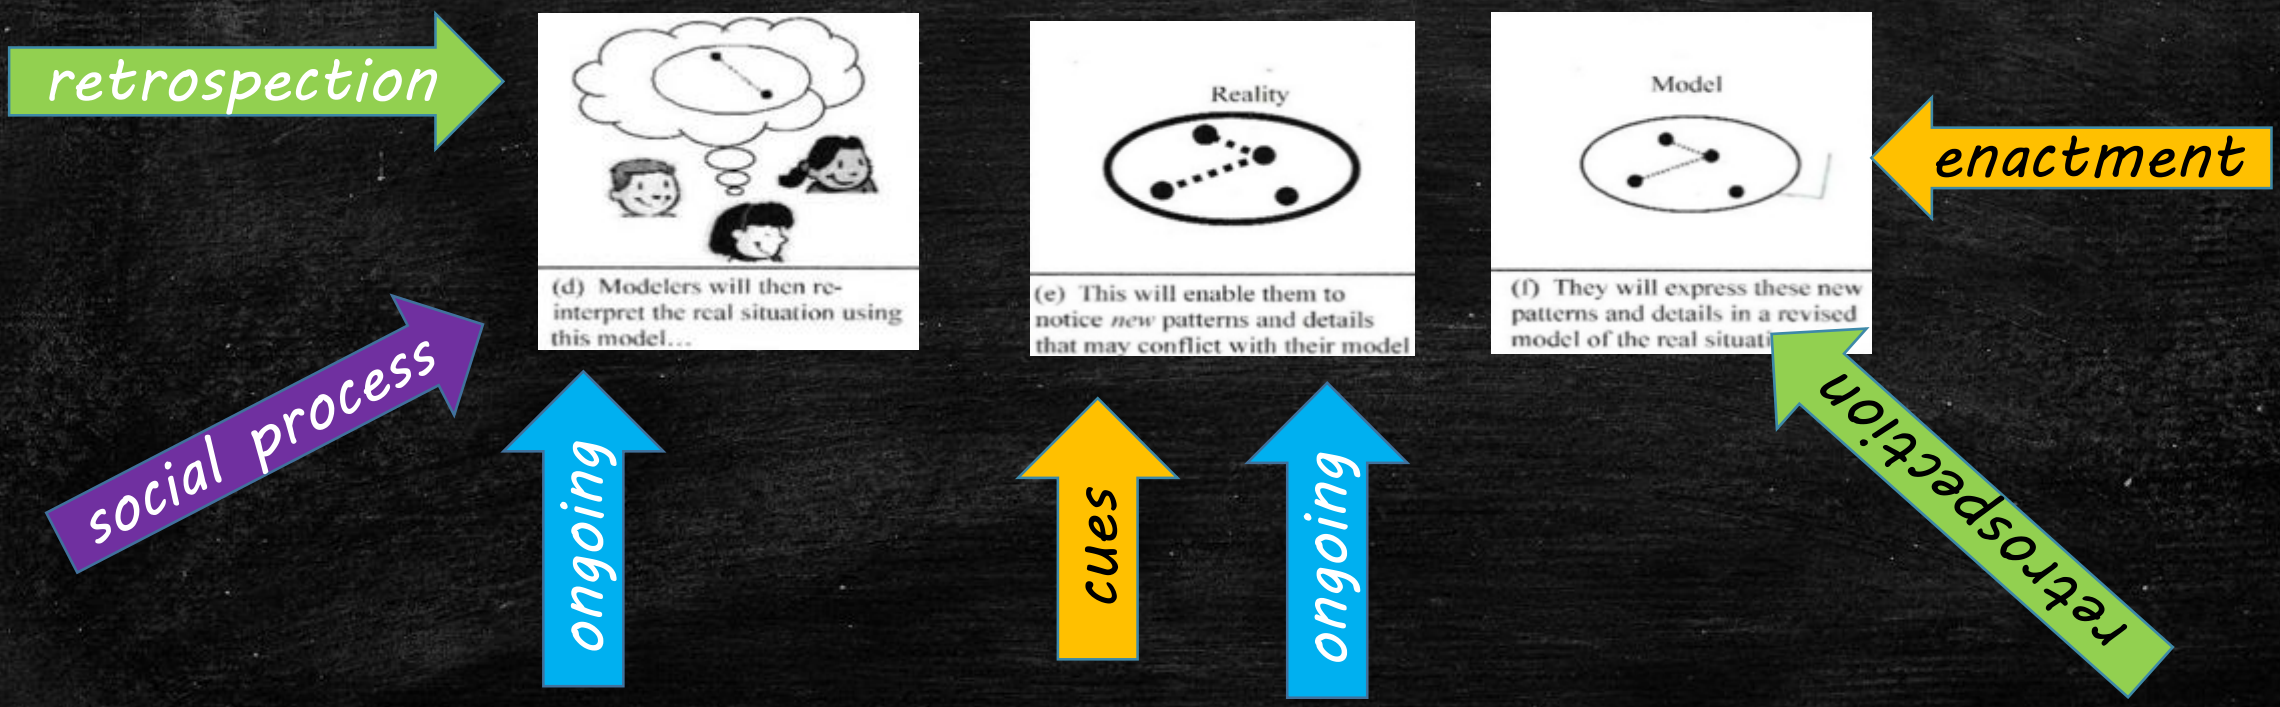 retrospection
(d) Modelers will then re-
interpret the real situation using
this model...
Reality
(e) This will enable them to
notice new patterns and details
that may conflict with their model
Model
(f) They will express these new
patterns and details in a revised
model of the real
enactment
social process
ongoing
cues
ongoing
retrospection